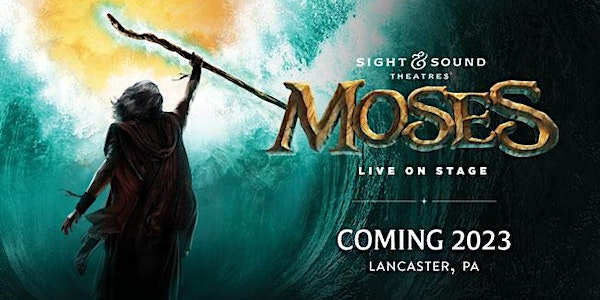 SIGHT & SOUND
THEATRES®
MOSES
LIVE ON STAGE
COMING 2023
LANCASTER, PA